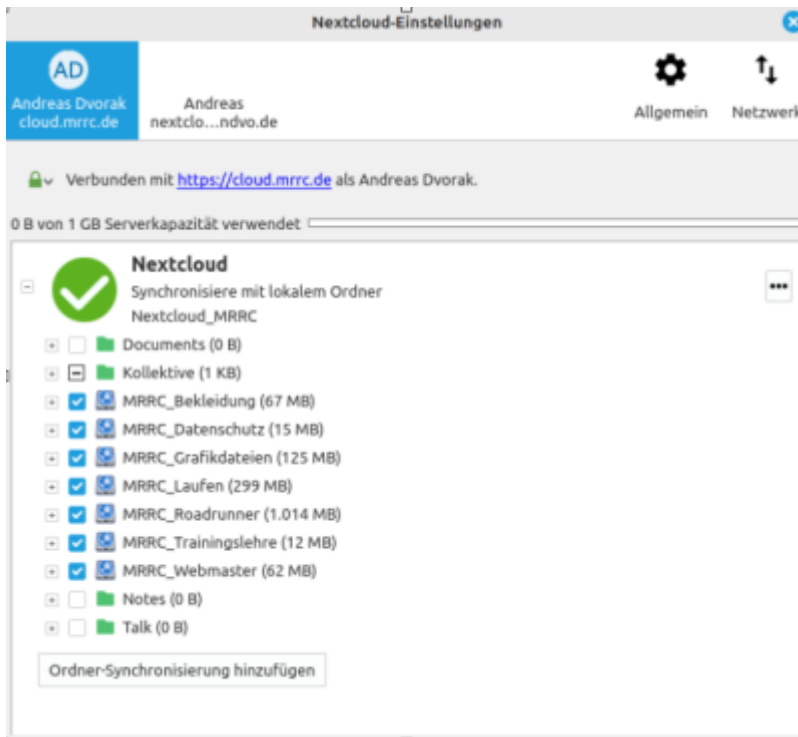 Nextcloud-Einstellungen
AD
Andreas Dvorak
cloud.mrrc.de
Andreas
nextclo...ndvo.de
Allgemein
Netzwerk
Verbunden mit https://cloud.mrrc.de als Andreas Dvorak.
0 B von 1 GB Serverkapazität verwendet
Nextcloud
Synchronisiere mit lokalem Ordner
Nextcloud_MRRC
Documents (0 B)
Kollektive (1 KB)
MRRC_Bekleidung (67 MB)
MRRC_Datenschutz (15 MB)
MRRC_Grafikdateien (125 MB)
MRRC_Laufen (299 MB)
MRRC_Roadrunner (1.014 MB)
MRRC_Trainingslehre (12 MB)
MRRC_Webmaster (62 MB)
Notes (0 B)
Talk (0 B)
Ordner-Synchronisierung hinzufügen